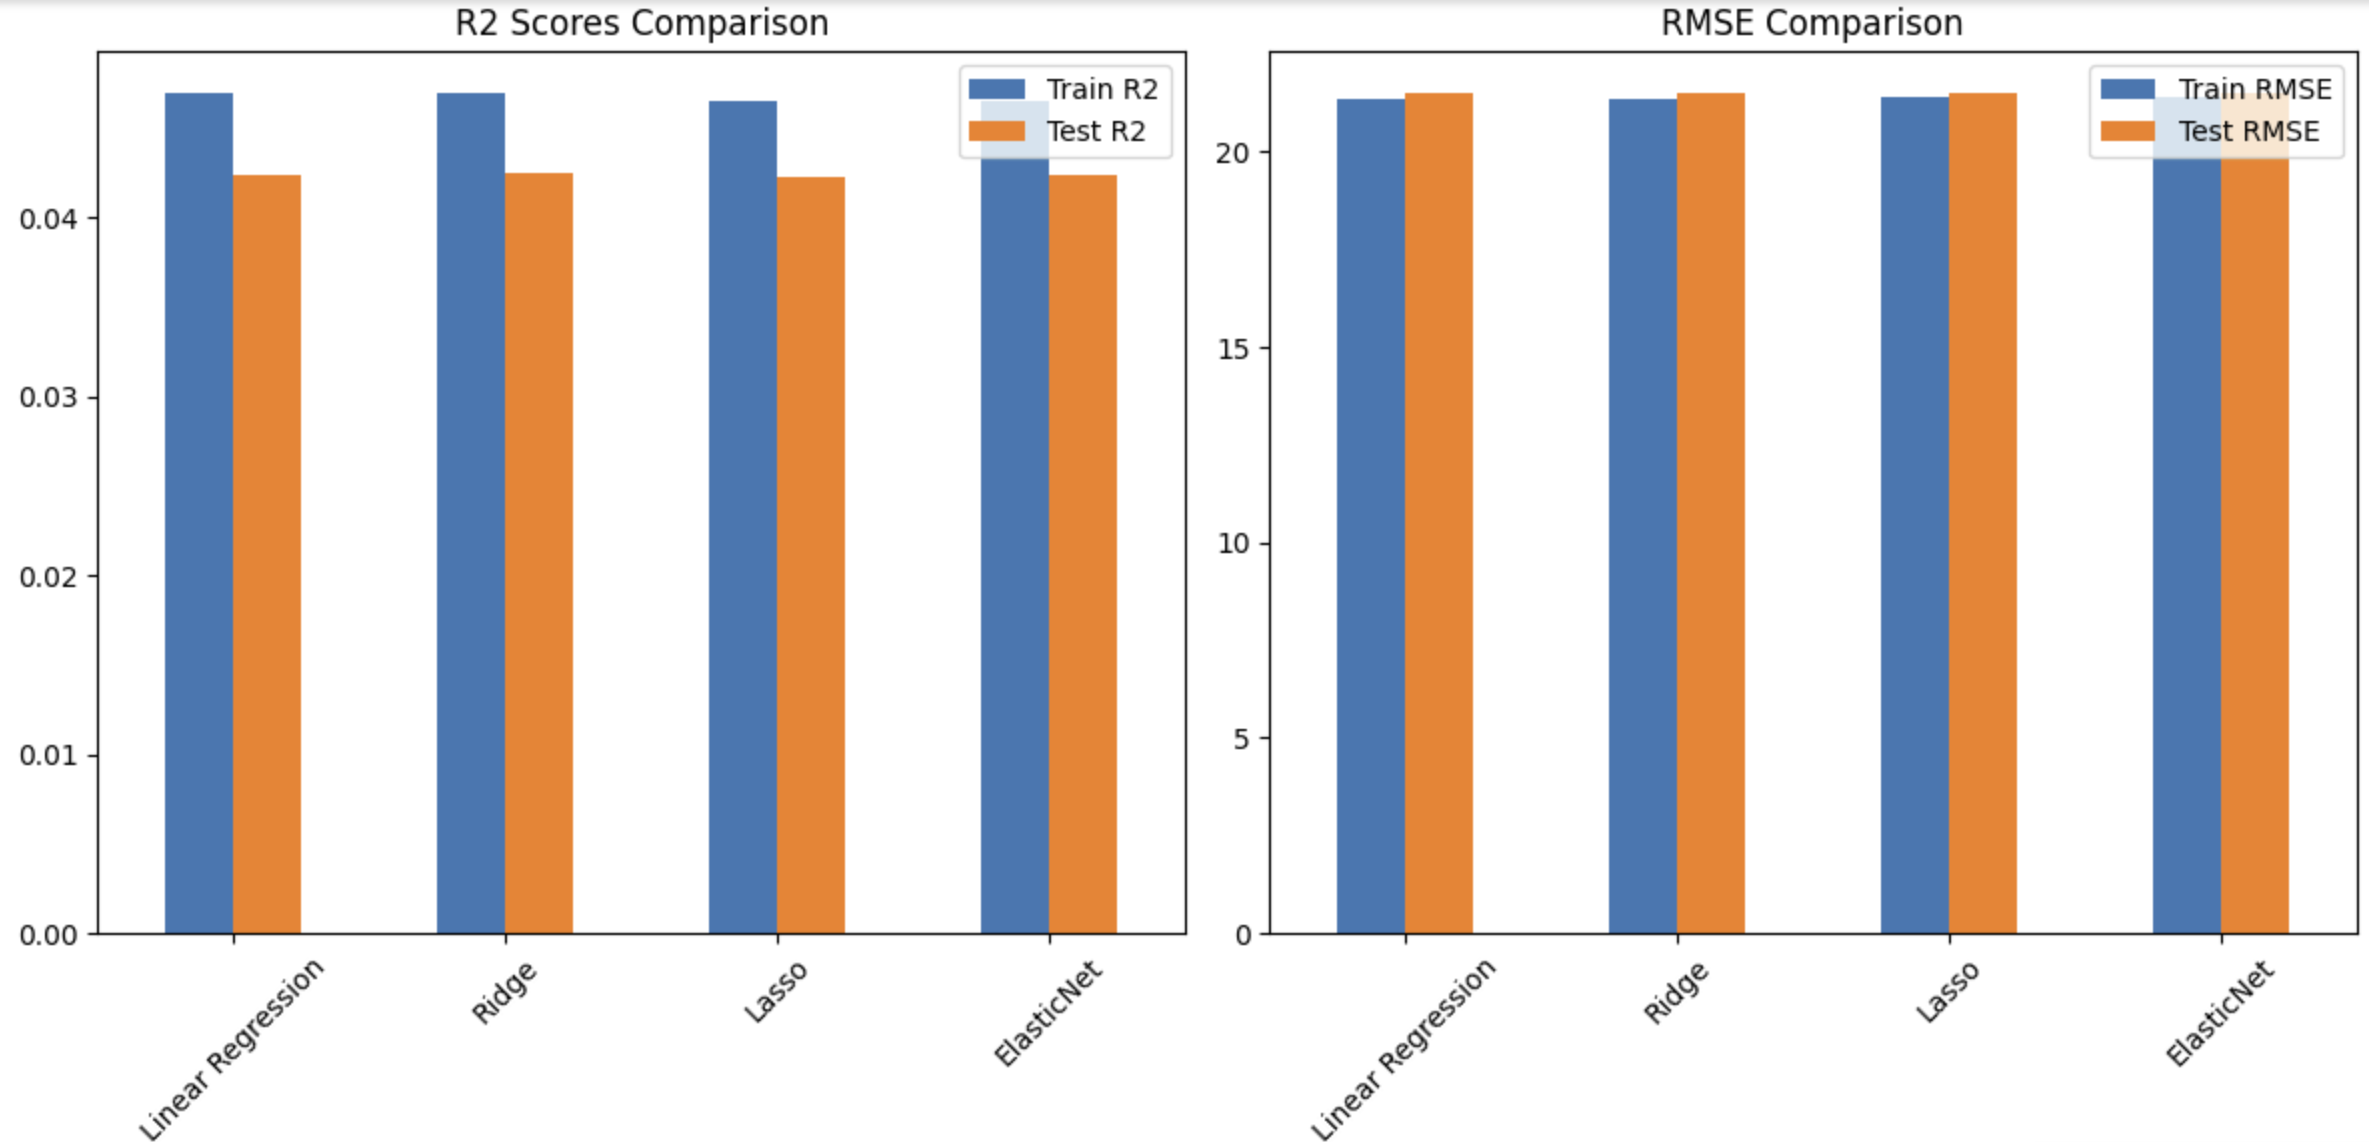 R2 Scores Comparison
Train R2
Test R2
0.04
0.03
0.02
0.01
0.00
Linear Regression
Ridge
Lasso
ElasticNet
RMSE Comparison
Train RMSE
Test RMSE
20
15
10
5
0
Linear Regression
Ridge
Lasso
ElasticNet